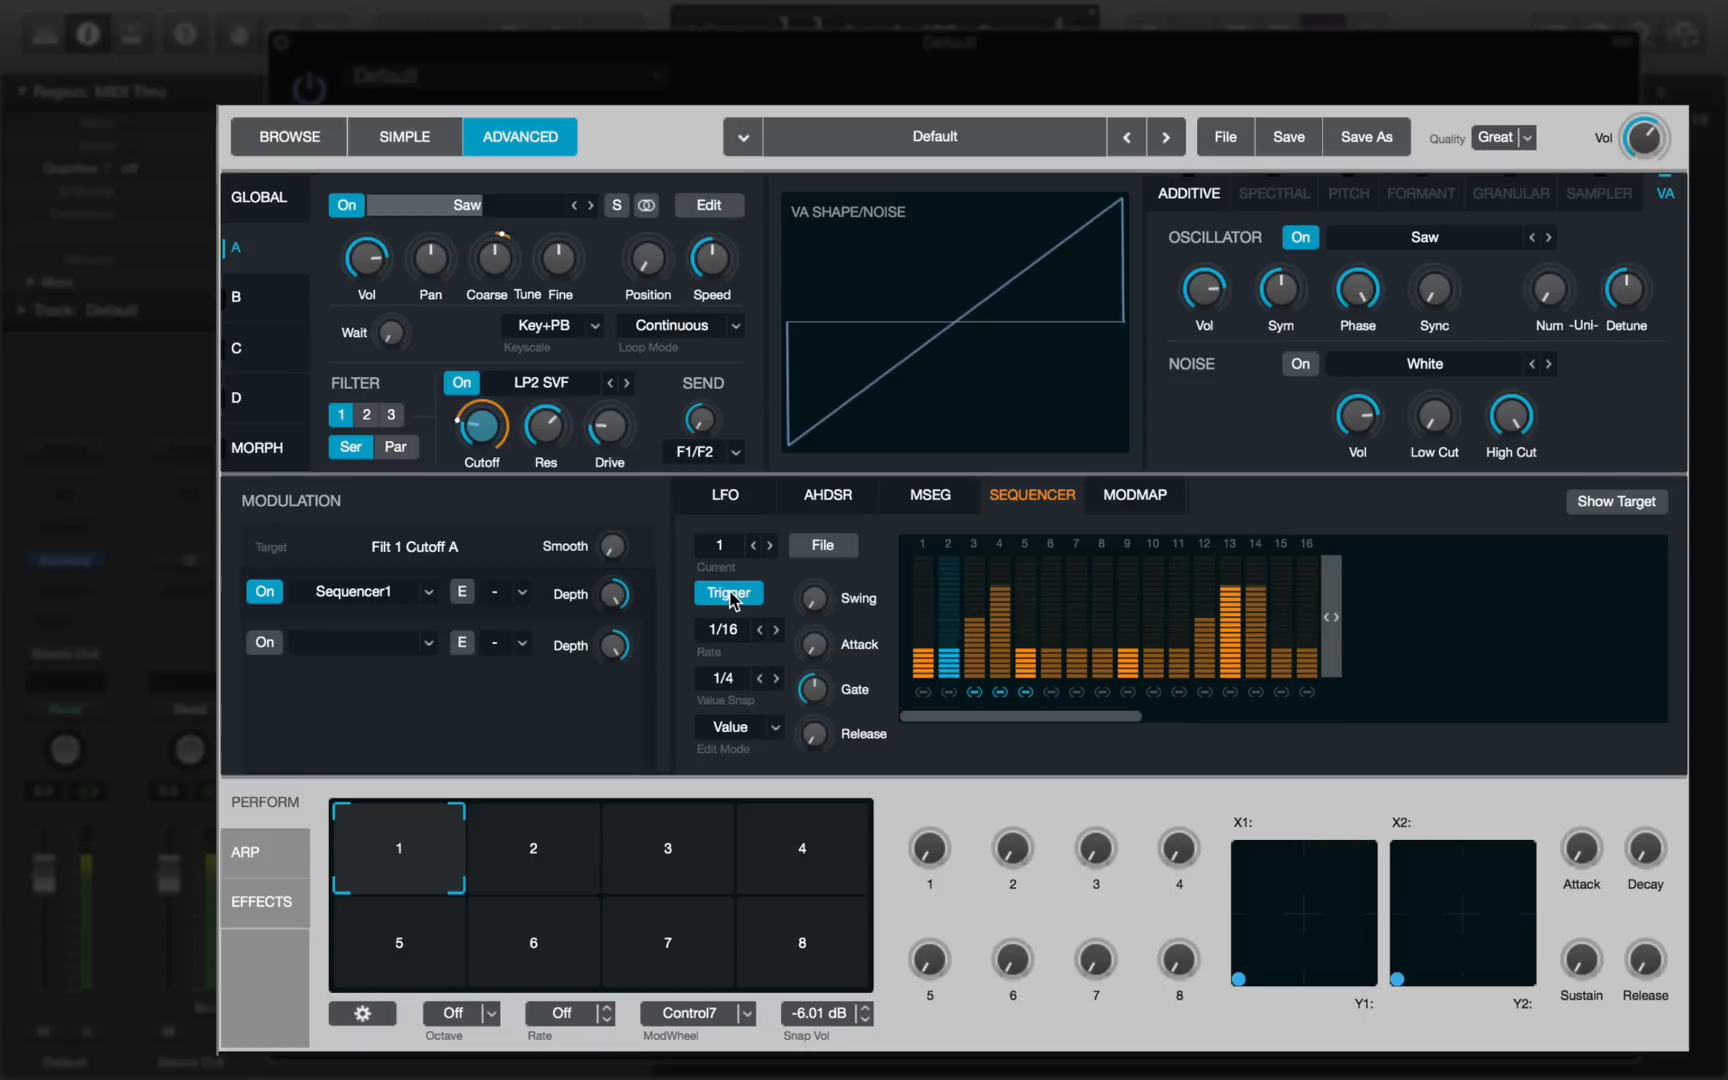 Default
Default
Region: MIDI Thru
BROWSE SIMPLE ADVANCED Default File Save Save As Quality Great Vol
GLOBAL
A
B
C
D
MORPH
On Saw S Edit
Vol Pan Coarse Tune Fine Position Speed
Wait Key+PB Continuous
Keyscale Loop Mode
FILTER On LP2 SVF SEND
1 2 3
Ser Par F1/F2
Cutoff Res Drive
VA SHAPE/NOISE
ADDITIVE SPECTRAL PITCH FORMANT GRANULAR SAMPLER VA
OSCILLATOR On Saw
Vol Sym Phase Sync Num -Uni- Detune
NOISE On White
Vol Low Cut High Cut
MODULATION
Target Filt 1 Cutoff A Smooth
On Sequencer1 E - Depth
On E - Depth
LFO AHDSR MSEG SEQUENCER MODMAP Show Target
1 File
Current
Trigger Swing
1/16 Attack
Rate
1/4 Gate
Value Snap
Value Release
Edit Mode
1 2 3 4 5 6 7 8 9 10 11 12 13 14 15 16
PERFORM
ARP
EFFECTS
1 2 3 4
5 6 7 8
Off Off Control7 -6.01 dB
Octave Rate ModWheel Snap Vol
1 2 3 4
5 6 7 8
X1: X2:
Y1: Y2:
Attack Decay
Sustain Release